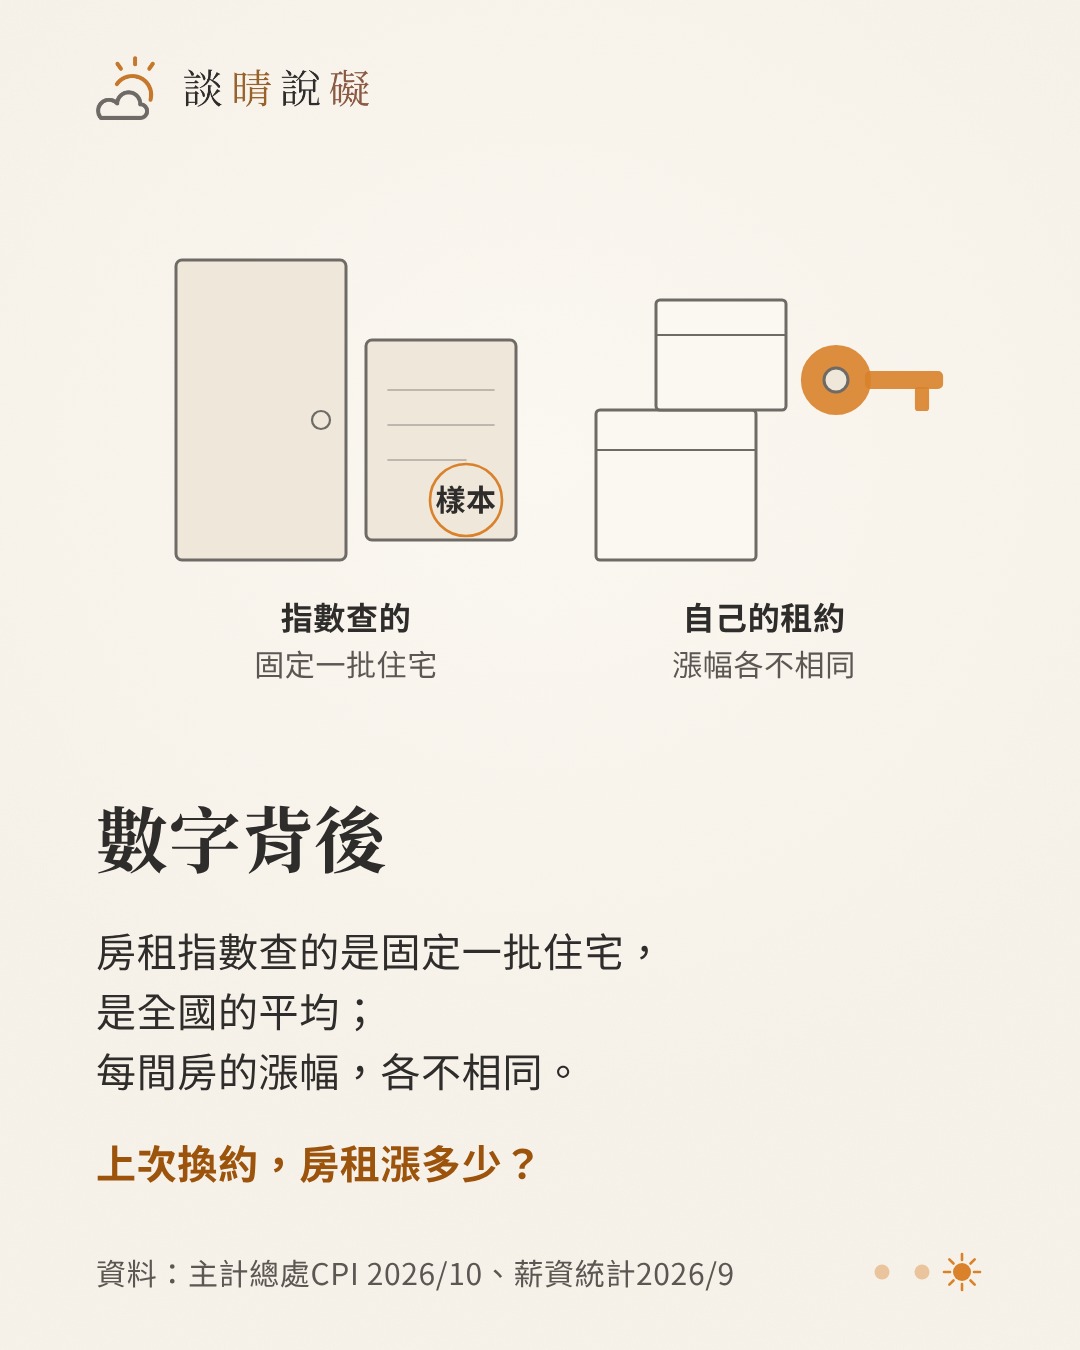 談晴說礙
樣本
指數查的
固定一批住宅
自己的租約
漲幅各不相同
數字背後
房租指數查的是固定一批住宅，
是全國的平均；
每間房的漲幅，各不相同。
上次換約，房租漲多少？
資料：主計總處CPI 2026/10、薪資統計2026/9